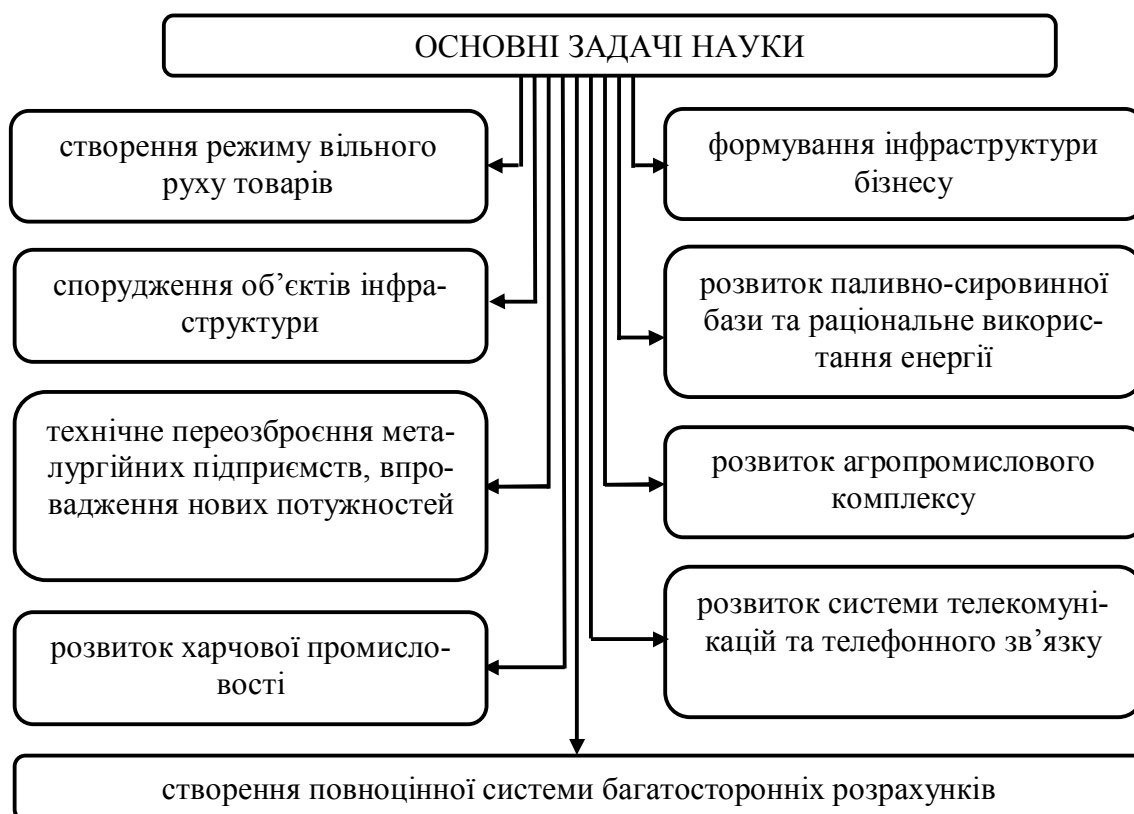 ОСНОВНІ ЗАДАЧІ НАУКИ
створення режиму вільного
руху товарів
спорудження об’єктів інфра-
структури
технічне переозброєння мета-
лургійних підприємств, впро-
вадження нових потужностей
розвиток харчової промисло-
вості
формування інфраструктури
бізнесу
розвиток паливно-сировинної
бази та раціональне викорис-
тання енергії
розвиток агропромислового
комплексу
розвиток системи телекомуні-
кацій та телефонного зв’язку
створення повноцінної системи багатосторонніх розрахунків